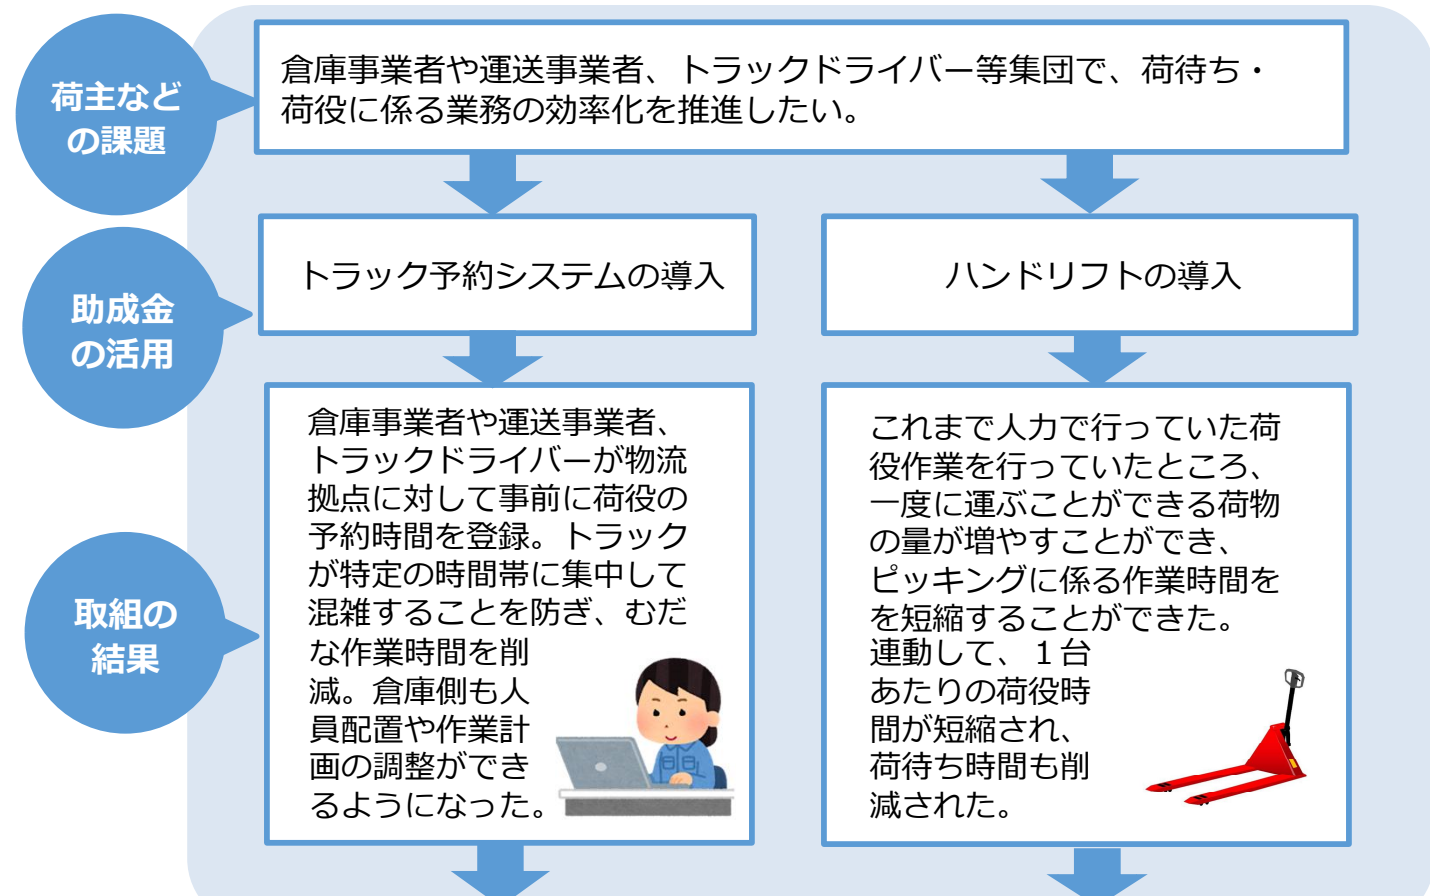 荷主など
の課題
倉庫事業者や運送事業者、トラックドライバー等集団で、荷待ち・
荷役に係る業務の効率化を推進したい。
助成金
の活用
トラック予約システムの導入
ハンドリフトの導入
取組の
結果
倉庫事業者や運送事業者、
トラックドライバーが物流
拠点に対して事前に荷役の
予約時間を登録。トラック
が特定の時間帯に集中して
混雑することを防ぎ、むだ
な作業時間を削
減。倉庫側も人
員配置や作業計
画の調整ができ
るようになった。
これまで人力で行っていた荷
役作業を行っていたところ、
一度に運ぶことができる荷物
の量が増やすことができ、
ピッキングに係る作業時間を
を短縮することができた。
連動して、１台
あたりの荷役時
間が短縮され、
荷待ち時間も削
減された。